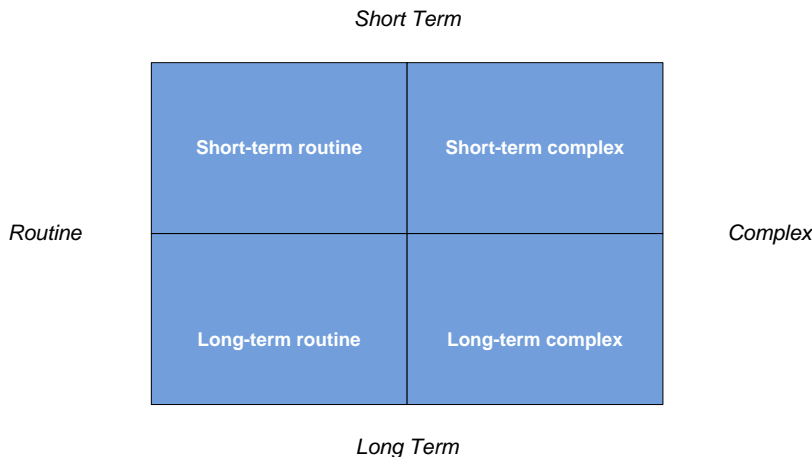 Short Term
Short-term routine
Short-term complex
Routine
Complex
Long-term routine
Long-term complex
Long Term